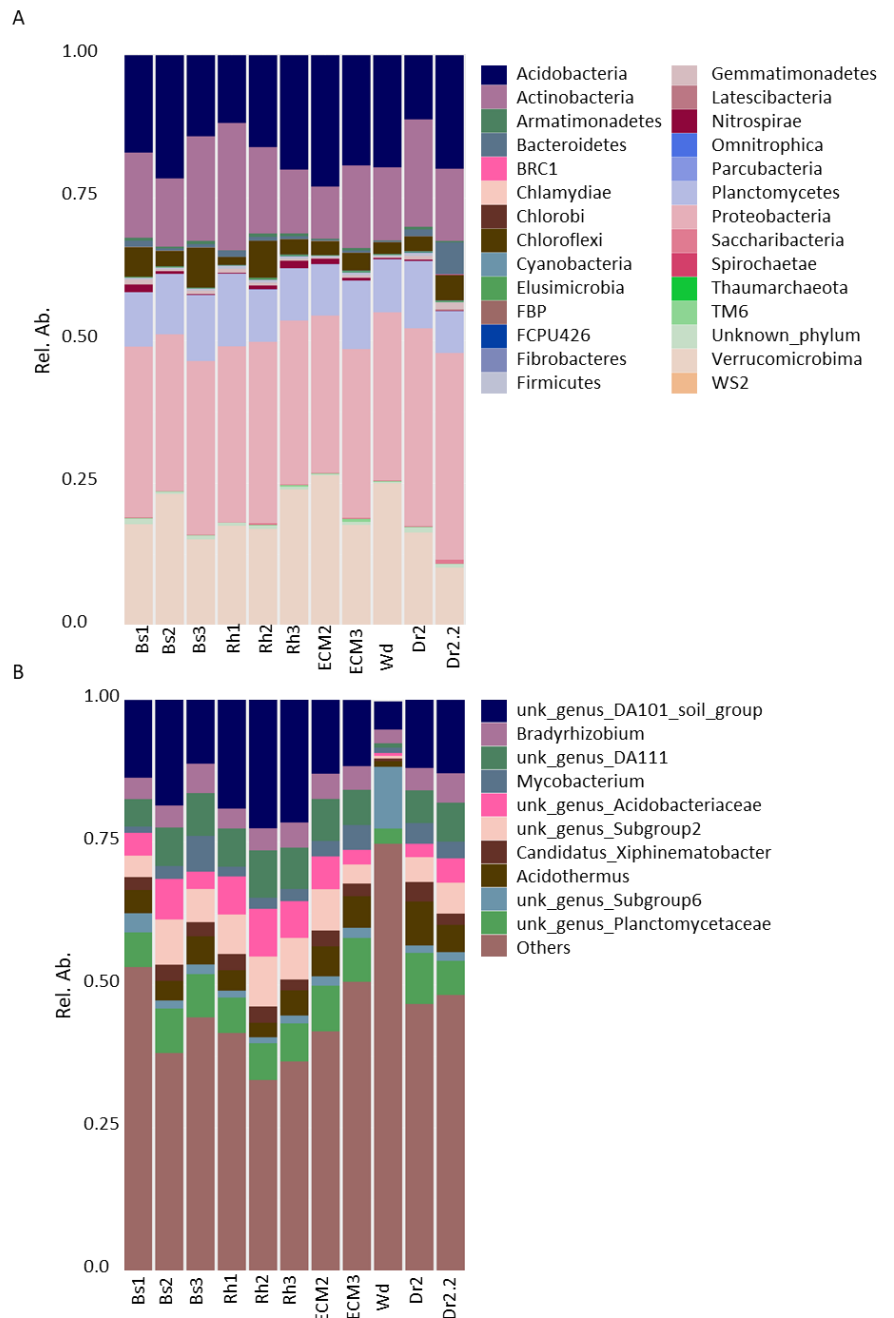 A
1.00
0.75
0.50
0.25
0.0
Rel. Ab.
Bs1
Bs2
Bs3
Rh1
Rh2
Rh3
ECM2
ECM3
Wd
Dr2
Dr2.2
Acidobacteria
Actinobacteria
Armatimonadetes
Bacteroidetes
BRC1
Chlamydiae
Chlorobi
Chloroflexi
Cyanobacteria
Elusimicrobia
FBP
FCPU426
Fibrobacteres
Firmicutes
Gemmatimonadetes
Latescibacteria
Nitrospirae
Omnitrophica
Parcubacteria
Planctomycetes
Proteobacteria
Saccharibacteria
Spirochaetae
Thaumarchaeota
TM6
Unknown_phylum
Verrucomicrobima
WS2
B
1.00
0.75
0.50
0.25
0.0
Rel. Ab.
Bs1
Bs2
Bs3
Rh1
Rh2
Rh3
ECM2
ECM3
Wd
Dr2
Dr2.2
unk_genus_DA101_soil_group
Bradyrhizobium
unk_genus_DA111
Mycobacterium
unk_genus_Acidobacteriaceae
unk_genus_Subgroup2
Candidatus_Xiphinematobacter
Acidothermus
unk_genus_Subgroup6
unk_genus_Planctomycetaceae
Others